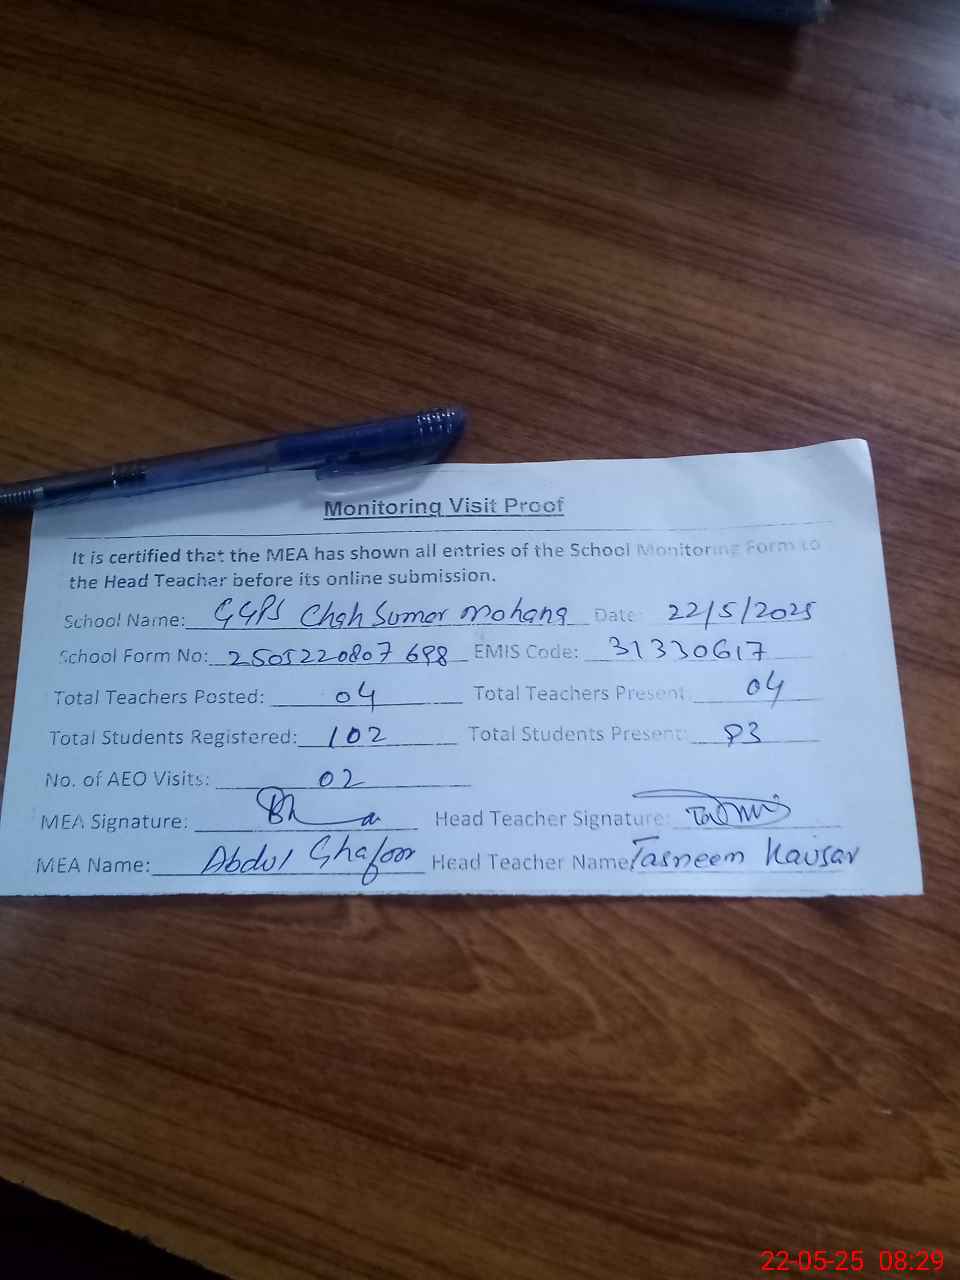 Monitoring Visit Proof
It is certified that the MEA has shown all entries of the School Monitoring Form to
the Head Teacher before its online submission.
School Name: GGPS Chah Sumar Mohana Date: 22/5/2025
School Form No: 2505220807 698 EMIS Code: 31330617
Total Teachers Posted: 04 Total Teachers Present: 04
Total Students Registered: 102 Total Students Present: 83
No. of AEO Visits: 02
MEA Signature: Head Teacher Signature:
MEA Name: Abdul Ghafoor Head Teacher Name Tasneem Kausar
22-05-25 08:29